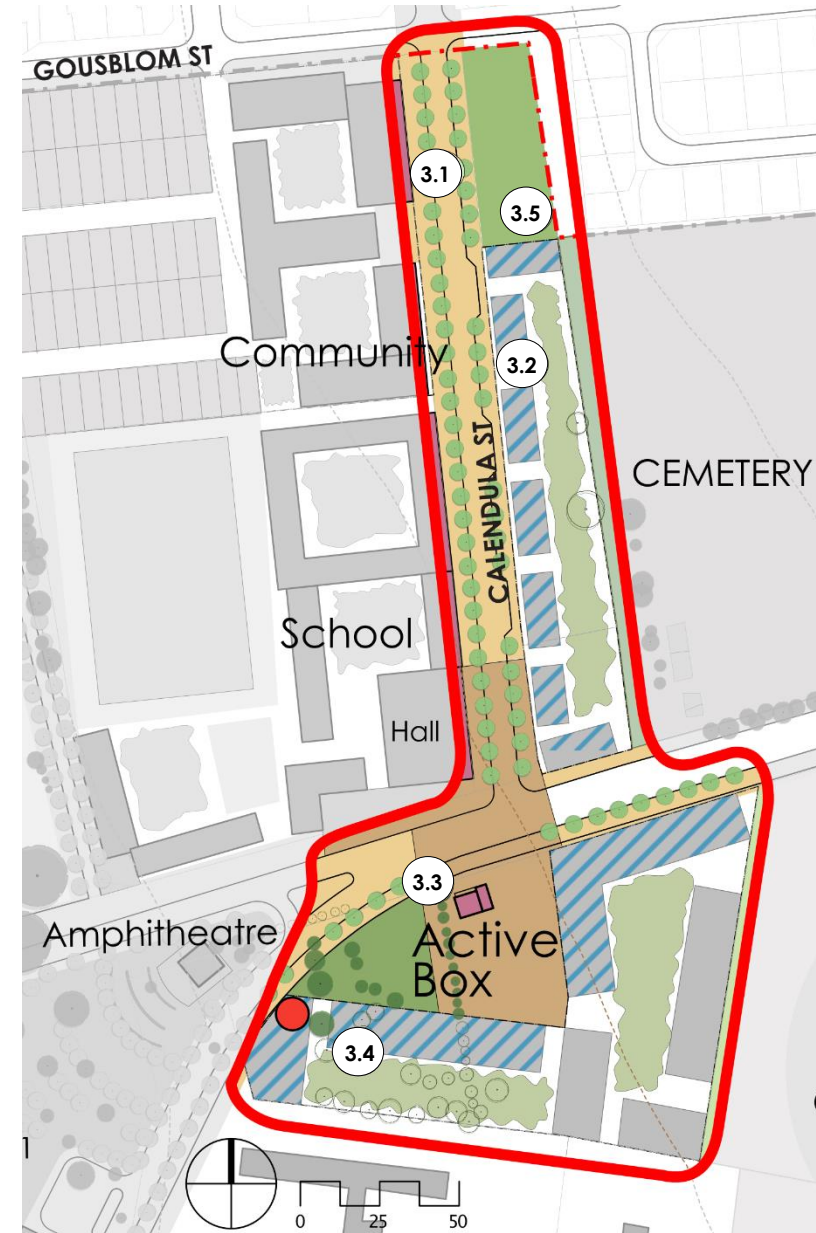 GOUSBLOM ST
3.1
3.5
Community
3.2
CALENDULA ST
CEMETERY
School
Hall
3.3
Amphitheatre
Active
Box
3.4
1
0 25 50